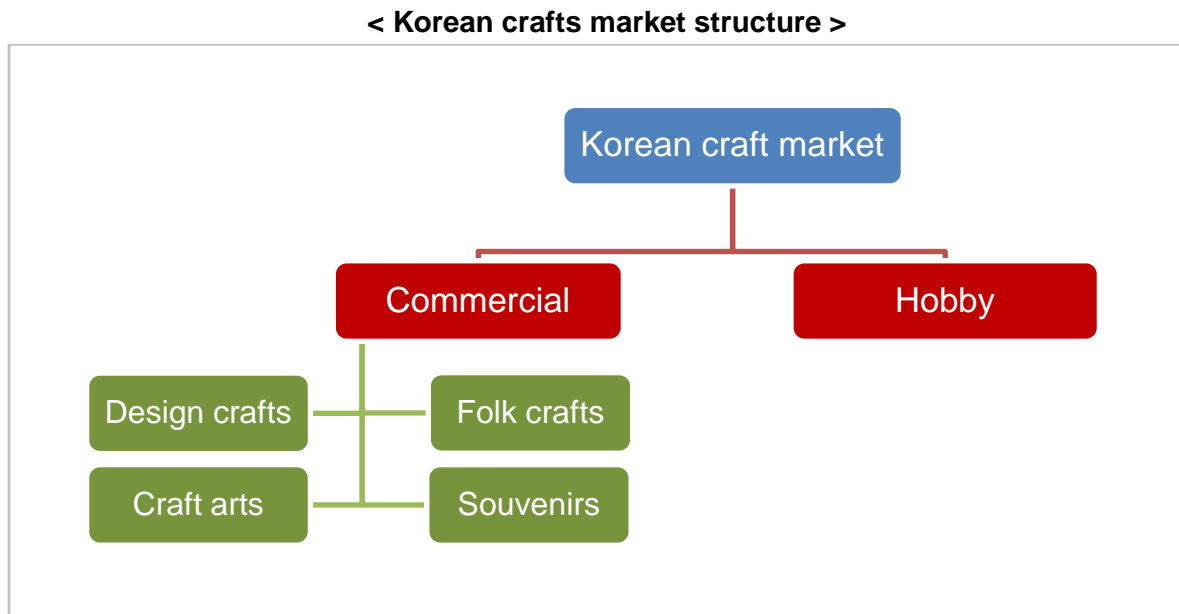 < Korean crafts market structure >
Korean craft market
Commercial
Hobby
Design crafts
Folk crafts
Craft arts
Souvenirs